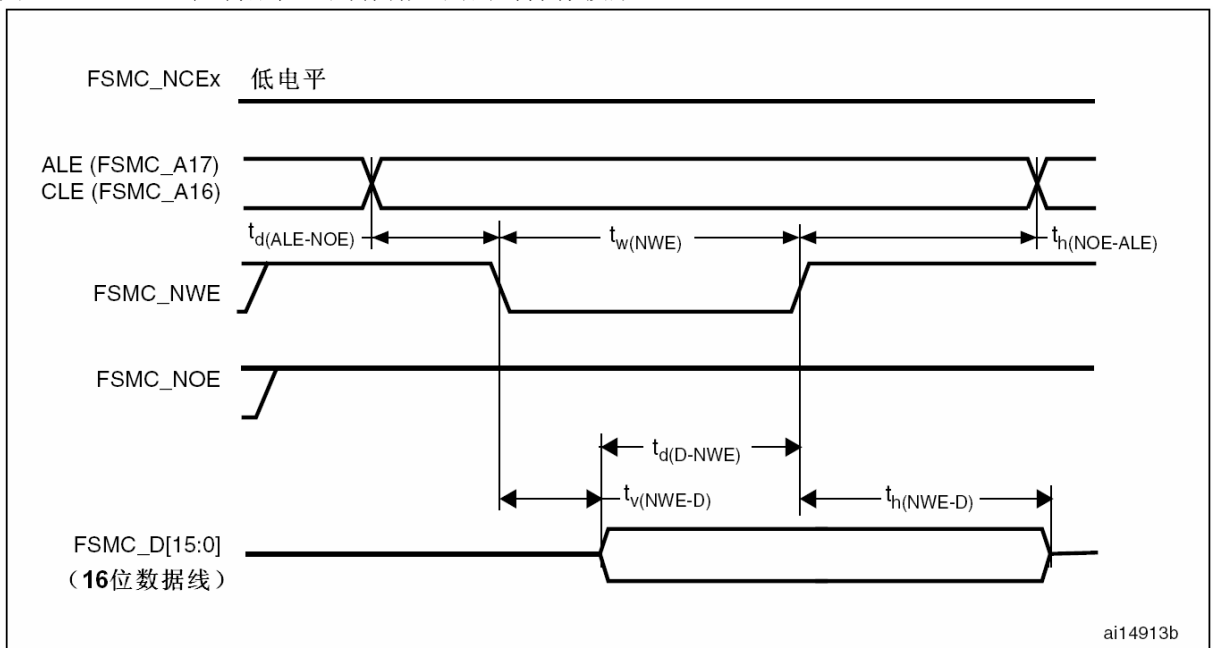 FSMC_NCEx 低电平
ALE (FSMC_A17)
CLE (FSMC_A16)
td(ALE-NOE) tw(NWE) th(NOE-ALE)
FSMC_NWE
FSMC_NOE
td(D-NWE)
tv(NWE-D) th(NWE-D)
FSMC_D[15:0]
（16位数据线）
ai14913b